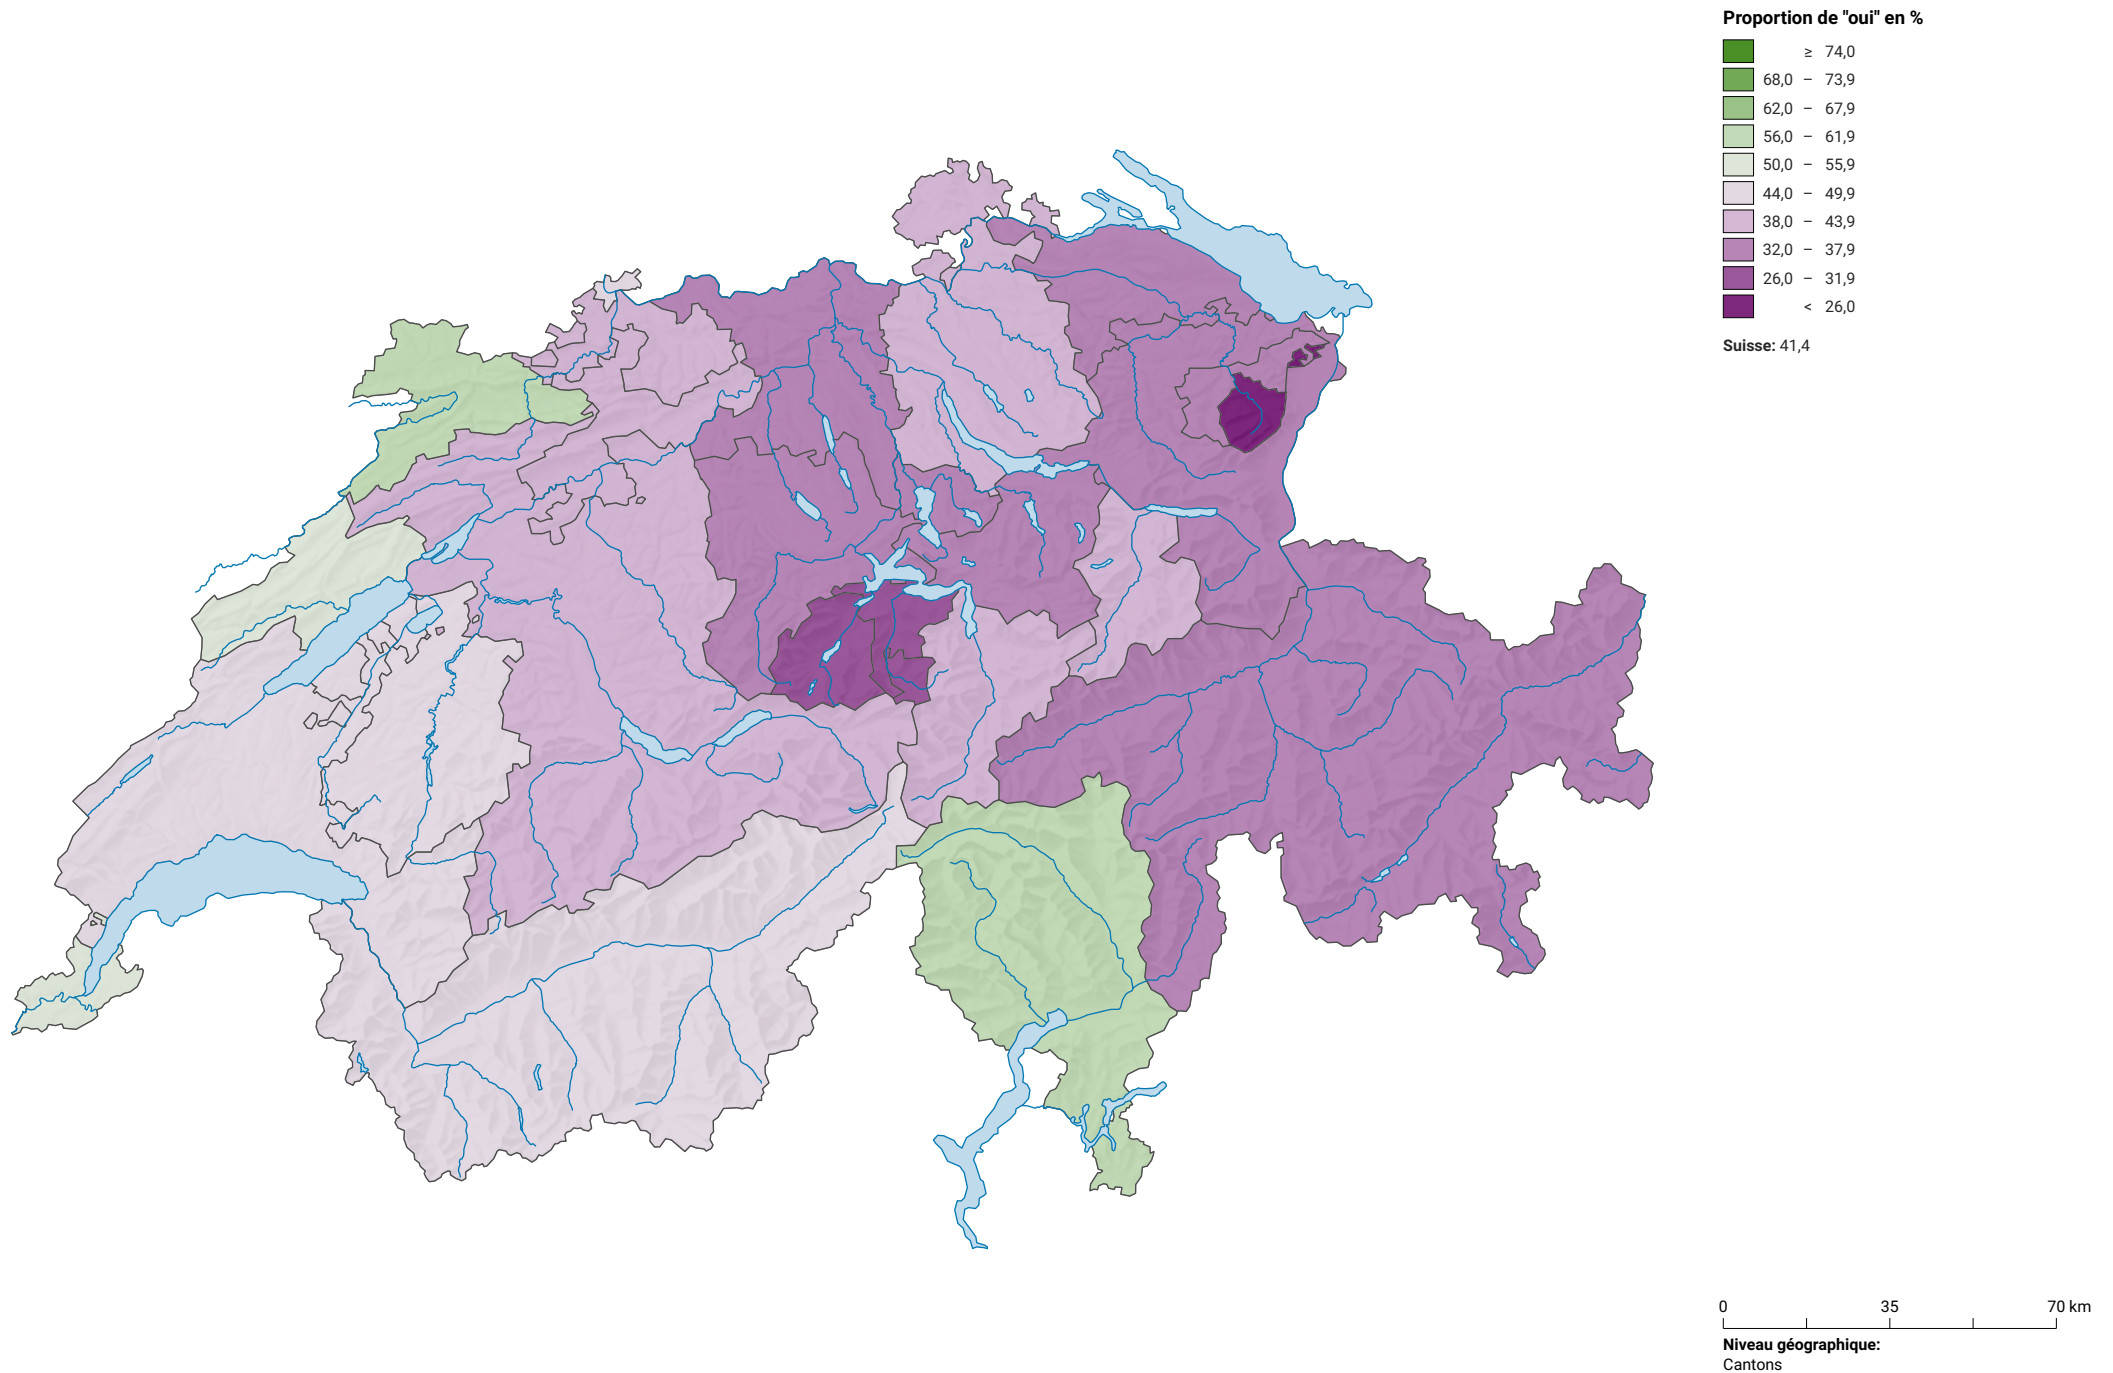 Proportion de "oui" en %
≥ 74,0
68,0 – 73,9
62,0 – 67,9
56,0 – 61,9
50,0 – 55,9
44,0 – 49,9
38,0 – 43,9
32,0 – 37,9
26,0 – 31,9
< 26,0
Suisse: 41,4
0 35 70 km
Niveau géographique:
Cantons